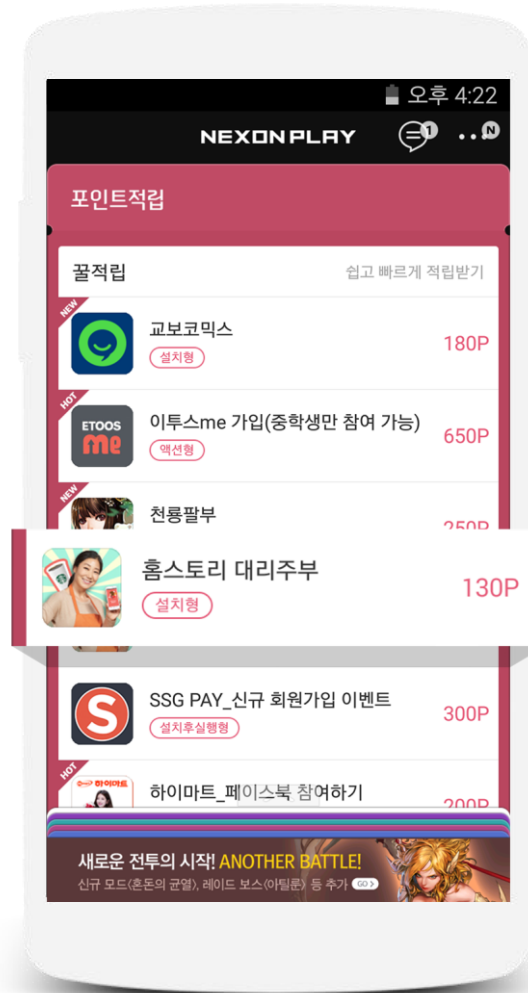 오후 4:22
NEXON PLAY
1
N
포인트적립
꿀적립
쉽고 빠르게 적립받기
NEW
교보코믹스
설치형
180P
HOT
ETOOS
me
이투스me 가입(중학생만 참여 가능)
액션형
650P
NEW
천룡팔부
250P
홈스토리 대리주부
설치형
130P
S
SSG PAY_신규 회원가입 이벤트
설치후실행형
300P
HOT
하이마트
하이마트_페이스북 참여하기
200P
새로운 전투의 시작! ANOTHER BATTLE!
신규 모드<혼돈의 균열>, 레이드 보스<아틸룬> 등 추가 GO >